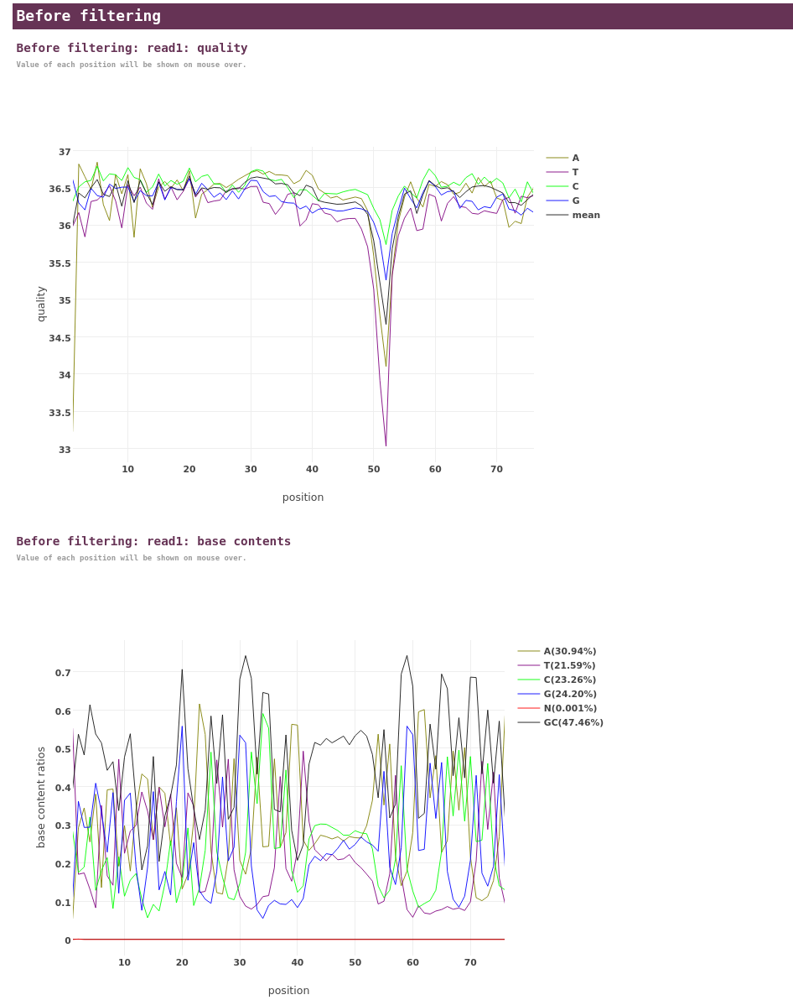 Before filtering
Before filtering: read1: quality
Value of each position will be shown on mouse over.
37
36.5
36
35.5
35
34.5
34
33.5
33
quality
10 20 30 40 50 60 70
position
A
T
C
G
mean
Before filtering: read1: base contents
Value of each position will be shown on mouse over.
0.7
0.6
0.5
0.4
0.3
0.2
0.1
0
base content ratios
10 20 30 40 50 60 70
position
A(30.94%)
T(21.59%)
C(23.26%)
G(24.20%)
N(0.001%)
GC(47.46%)